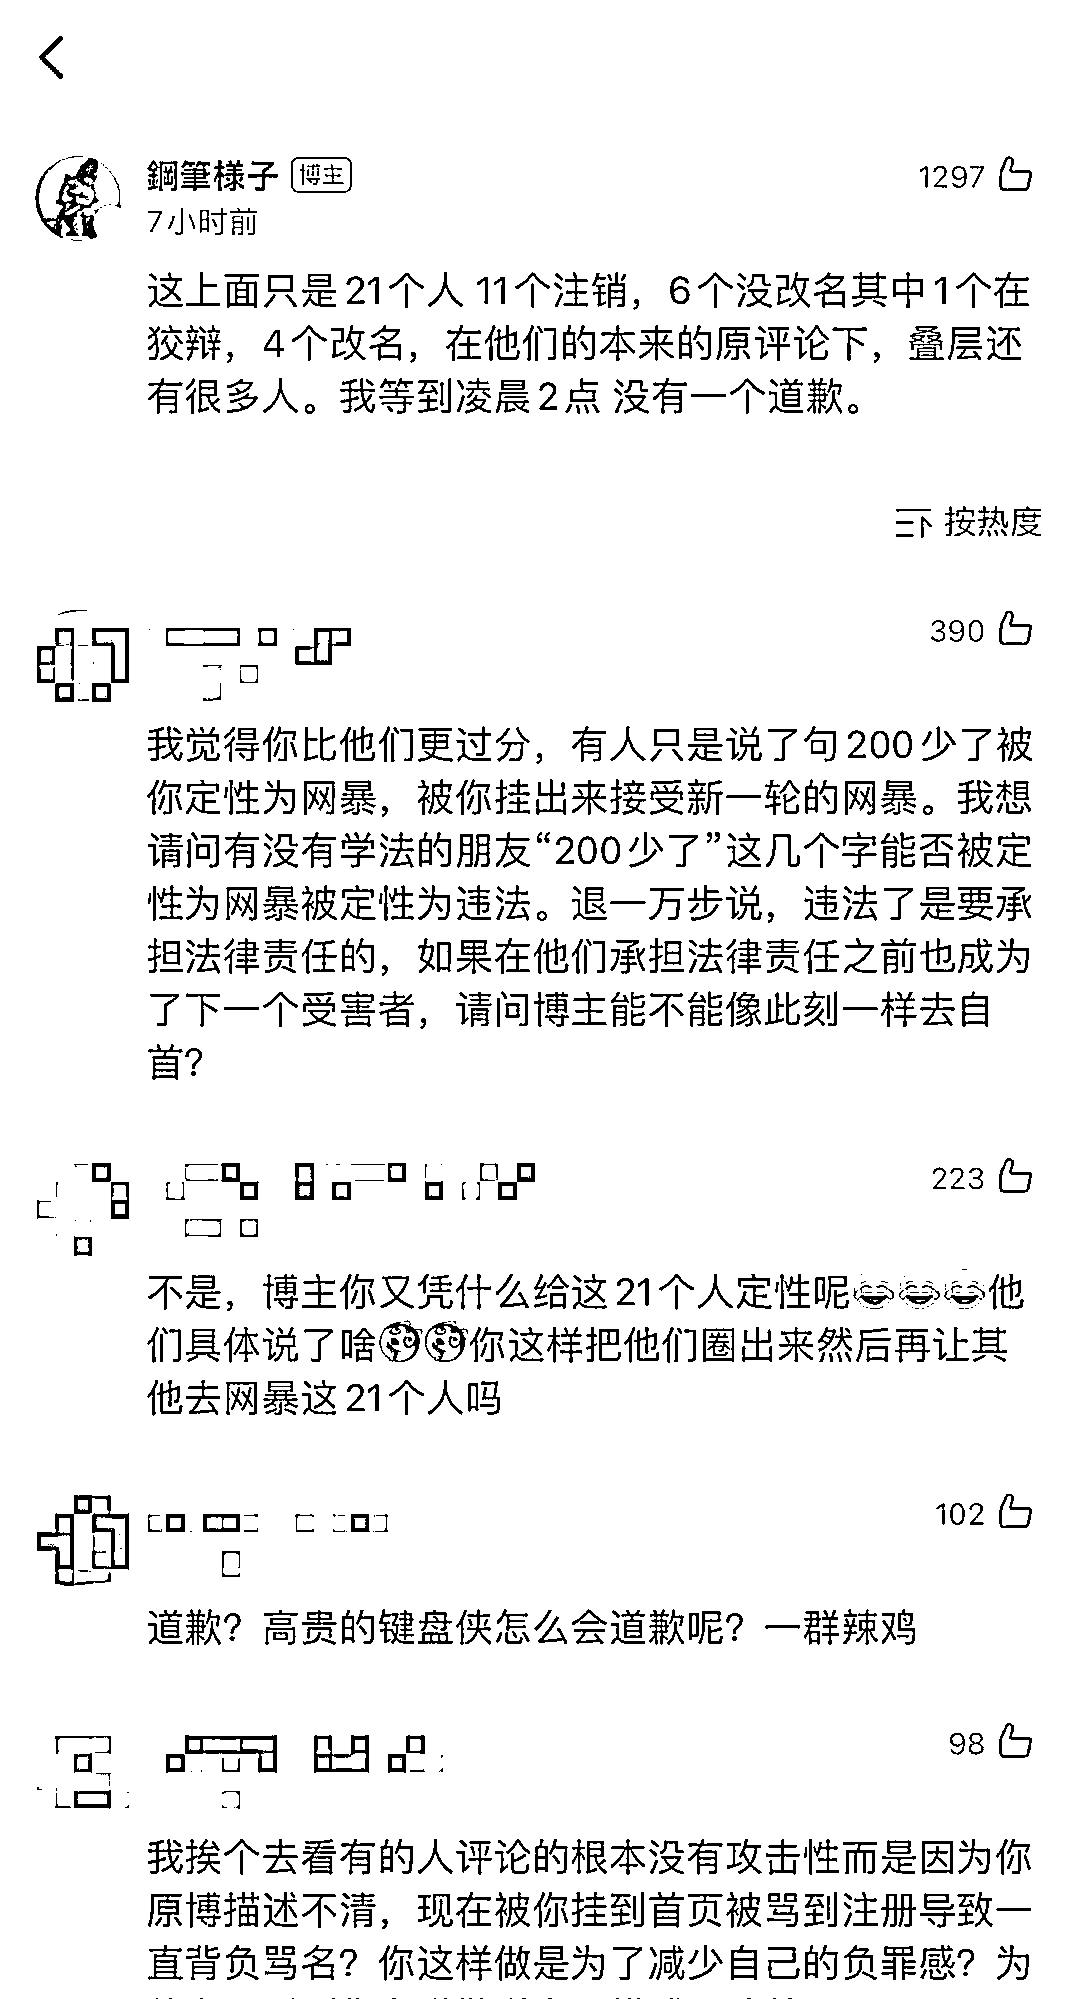 鋼筆様子 博主
1297
7小时前
这上面只是21个人 11个注销，6个没改名其中1个在
狡辩，4个改名，在他们的本来的原评论下，叠层还
有很多人。我等到凌晨2点 没有一个道歉。
按热度
390
我觉得你比他们更过分，有人只是说了句200少了被
你定性为网暴，被你挂出来接受新一轮的网暴。我想
请问有没有学法的朋友“200少了”这几个字能否被定
性为网暴被定性为违法。退一万步说，违法了是要承
担法律责任的，如果在他们承担法律责任之前也成为
了下一个受害者，请问博主能不能像此刻一样去自
首？
223
不是，博主你又凭什么给这21个人定性呢😂😂😂他
们具体说了啥🤔🤔你这样把他们圈出来然后再让其
他去网暴这21个人吗
102
道歉？高贵的键盘侠怎么会道歉呢？一群辣鸡
98
我挨个去看有的人评论的根本没有攻击性而是因为你
原博描述不清，现在被你挂到首页被骂到注册导致一
直背负骂名？你这样做是为了减少自己的负罪感？为